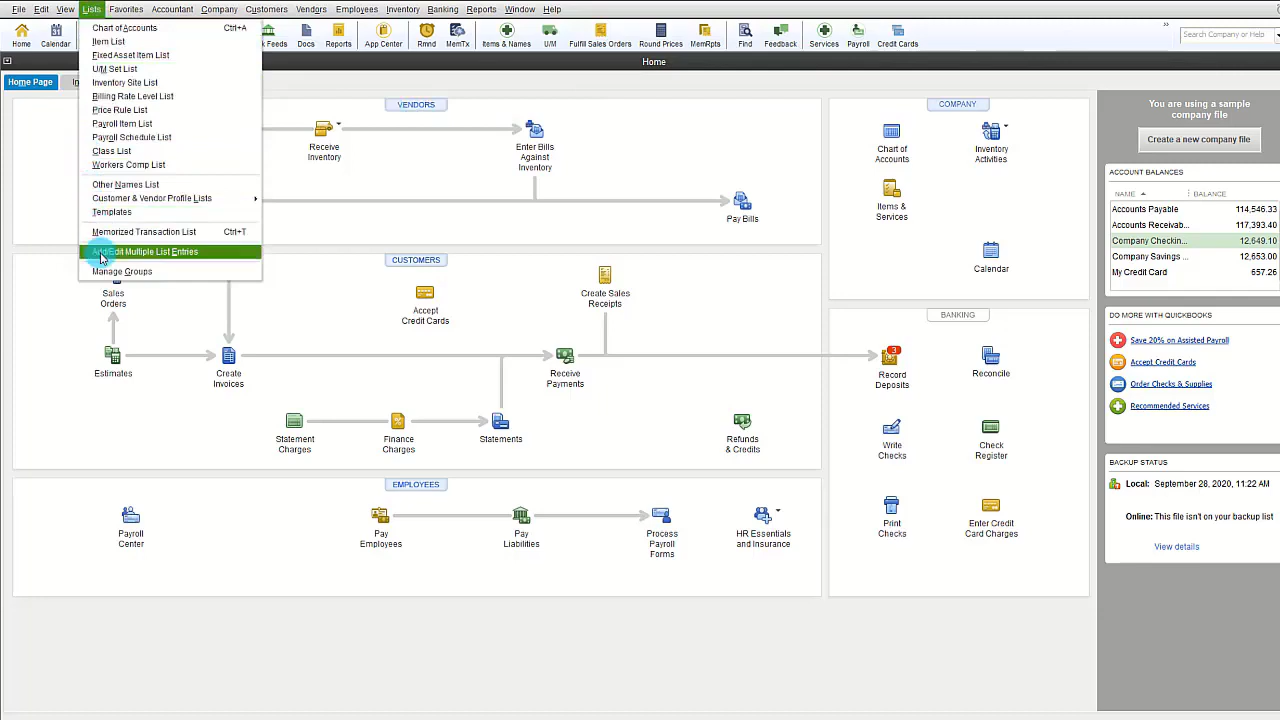 File Edit View Lists Favorites Accountant Company Customers Vendors Employees Inventory Banking Reports Window Help
Home Calendar Feeds Docs Reports App Center Rmrd MemTx Items & Names U/M Fulfill Sales Orders Round Prices MemRpts Find Feedback Services Payroll Credit Cards
Search Company or Help
Home
Home Page
Chart of Accounts Ctrl+A
Item List
Fixed Asset Item List
U/M Set List
Inventory Site List
Billing Rate Level List
Price Rule List
Payroll Item List
Payroll Schedule List
Class List
Workers Comp List
Other Names List
Customer & Vendor Profile Lists
Templates
Memorized Transaction List Ctrl+T
Add/Edit Multiple List Entries
Manage Groups
VENDORS
Receive
Inventory
Enter Bills
Against
Inventory
Pay Bills
CUSTOMERS
Sales
Orders
Accept
Credit Cards
Create Sales
Receipts
Estimates
Create
Invoices
Receive
Payments
Statement
Charges
Finance
Charges
Statements
Refunds
& Credits
EMPLOYEES
Payroll
Center
Pay
Employees
Pay
Liabilities
Process
Payroll
Forms
HR Essentials
and Insurance
COMPANY
Chart of
Accounts
Inventory
Activities
Items &
Services
Calendar
BANKING
3
Record
Deposits
Reconcile
Write
Checks
Check
Register
Print
Checks
Enter Credit
Card Charges
You are using a sample
company file
Create a new company file
ACCOUNT BALANCES
NAME BALANCE
Accounts Payable 114,546.33
Accounts Receivab... 117,393.40
Company Checkin... 12,649.10
Company Savings ... 12,653.00
My Credit Card 657.26
DO MORE WITH QUICKBOOKS
Save 20% on Assisted Payroll
Accept Credit Cards
Order Checks & Supplies
Recommended Services
BACKUP STATUS
Local: September 28, 2020, 11:22 AM
Online: This file isn't on your backup list
View details